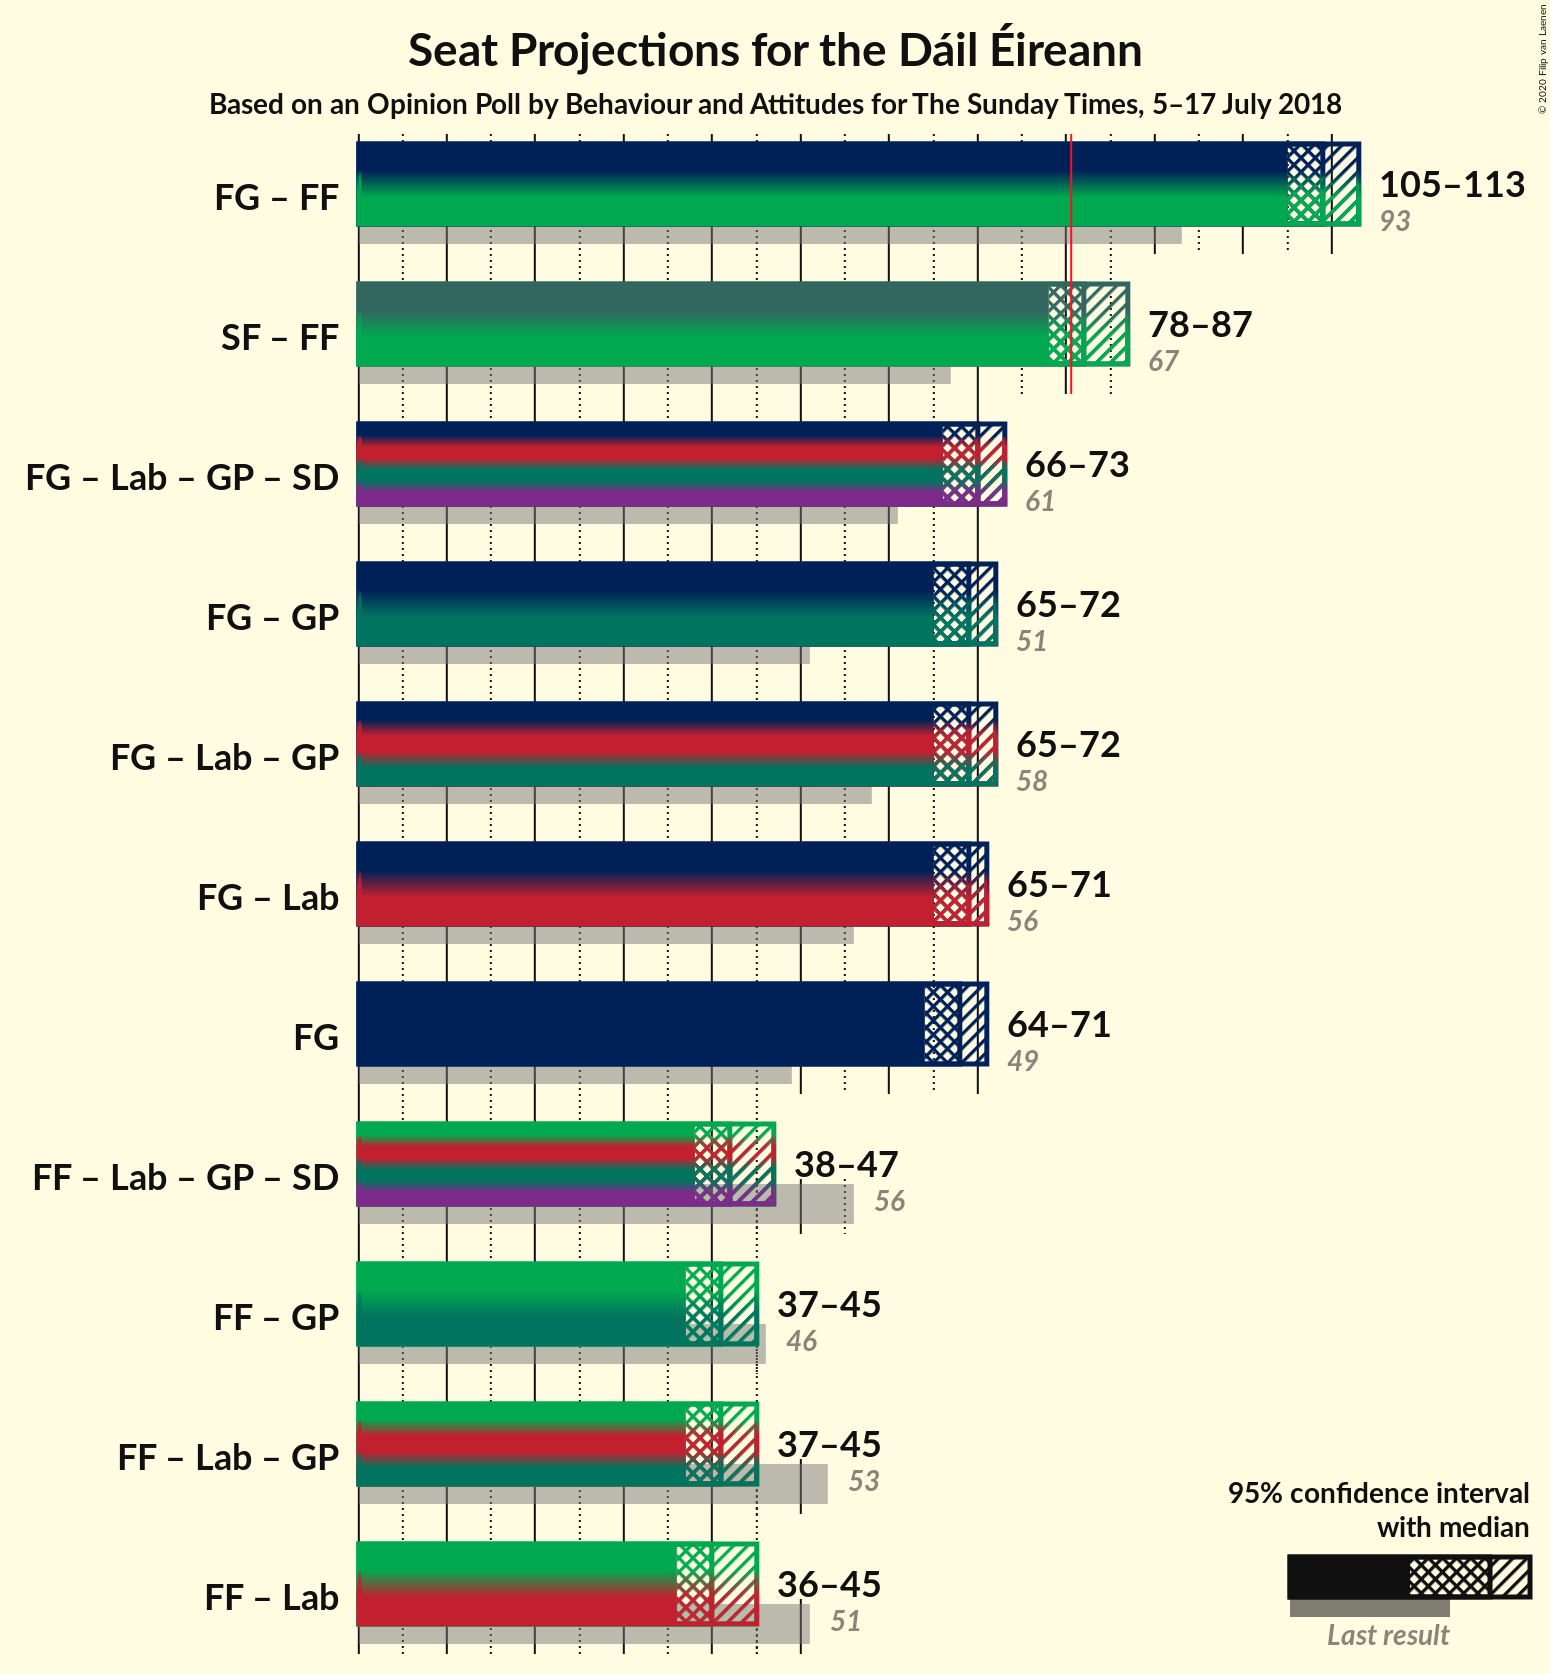 Seat Projections for the Dáil Éireann
Based on an Opinion Poll by Behaviour and Attitudes for The Sunday Times, 5–17 July 2018
© 2020 Filip van Laenen
FG – FF
105–113
93
SF – FF
78–87
67
FG – Lab – GP – SD
66–73
61
FG – GP
65–72
51
FG – Lab – GP
65–72
58
FG – Lab
65–71
56
FG
64–71
49
FF – Lab – GP – SD
38–47
56
FF – GP
37–45
46
FF – Lab – GP
37–45
53
FF – Lab
36–45
51
95% confidence interval
with median
Last result